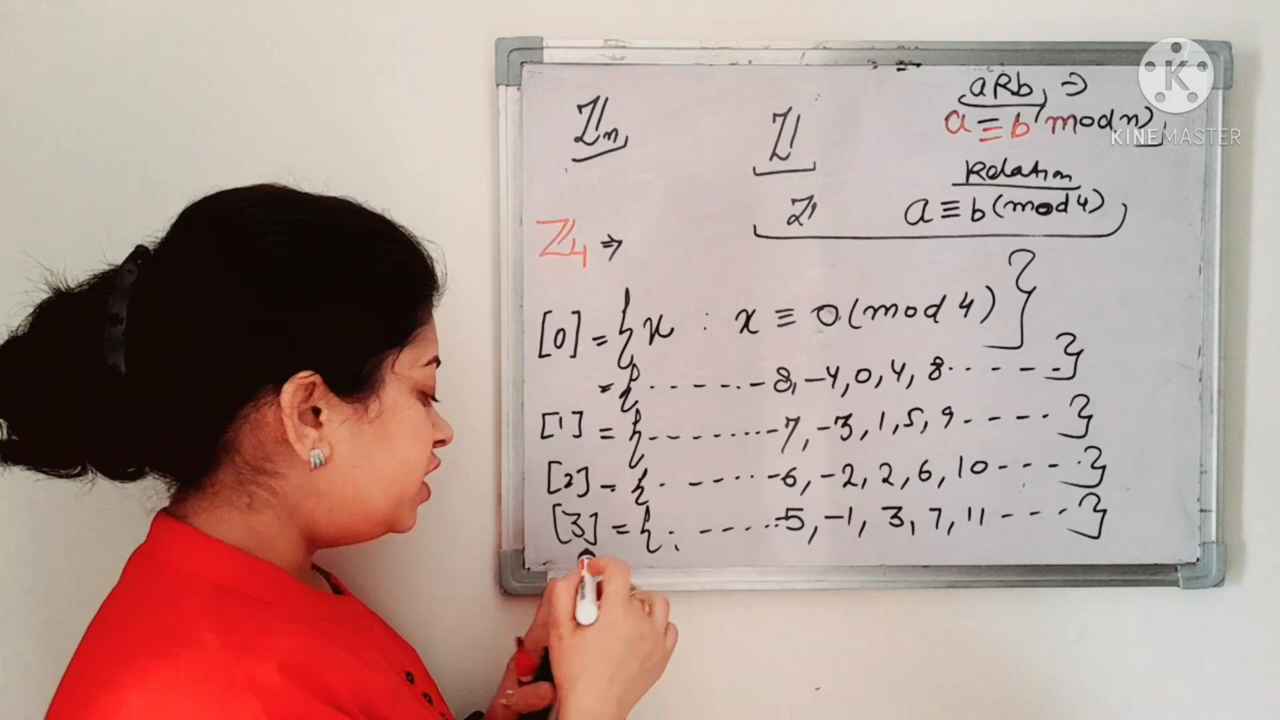 ℤn
ℤ
aRb ⇒
a ≡ b (mod n)
KINEMASTER
Relation
ℤ a ≡ b (mod 4)
ℤ4 ⇒
[0] = { x : x ≡ 0 (mod 4) }
= { ........ -8, -4, 0, 4, 8 ...... }
[1] = { ........ -7, -3, 1, 5, 9 ..... }
[2] = { ........ -6, -2, 2, 6, 10 ..... }
[3] = { ........ -5, -1, 3, 7, 11 ..... }